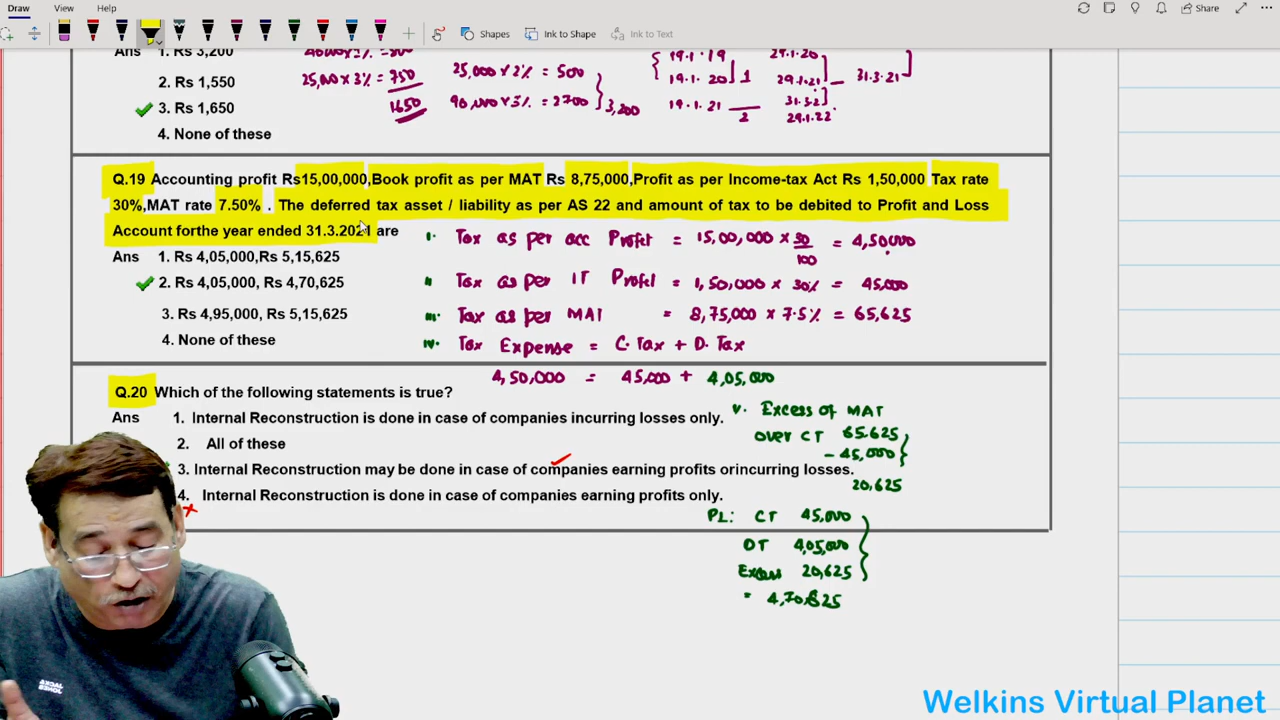 Draw View Help
Share
Shapes Ink to Shape Ink to Text
Ans 1. Rs 3,200
2. Rs 1,550
3. Rs 1,650
4. None of these
25,000 x 3% = 750
1650
25,000 x 2% = 500
90,000 x 3% = 2700
3,200
19.1.19 29.1.20
19.1.20 1 29.1.21 31.3.21
19.1.21 31.3.21
2 29.1.22
Q.19 Accounting profit Rs15,00,000,Book profit as per MAT Rs 8,75,000,Profit as per Income-tax Act Rs 1,50,000 Tax rate
30%,MAT rate 7.50% . The deferred tax asset / liability as per AS 22 and amount of tax to be debited to Profit and Loss
Account forthe year ended 31.3.2021 are
Ans 1. Rs 4,05,000,Rs 5,15,625
2. Rs 4,05,000, Rs 4,70,625
3. Rs 4,95,000, Rs 5,15,625
4. None of these
i. Tax as per acc Profit = 15,00,000 x 30/100 = 4,50,000
ii Tax as per IT Profit = 1,50,000 x 30% = 45,000
iii. Tax as per MAT = 8,75,000 x 7.5% = 65,625
iv. Tax Expense = C. Tax + D. Tax
4,50,000 = 45,000 + 4,05,000
Q.20 Which of the following statements is true?
Ans 1. Internal Reconstruction is done in case of companies incurring losses only.
2. All of these
3. Internal Reconstruction may be done in case of companies earning profits orincurring losses.
4. Internal Reconstruction is done in case of companies earning profits only.
v. Excess of MAT
over CT 65,625
- 45,000
20,625
PL: CT 45,000
DT 4,05,000
Excess 20,625
= 4,70,625
Welkins Virtual Planet